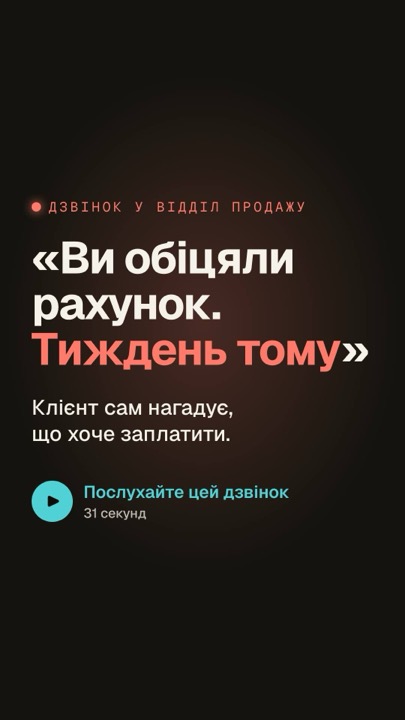 ДЗВІНОК У ВІДДІЛ ПРОДАЖУ
«Ви обіцяли
рахунок.
Тиждень тому»
Клієнт сам нагадує,
що хоче заплатити.
Послухайте цей дзвінок
31 секунд